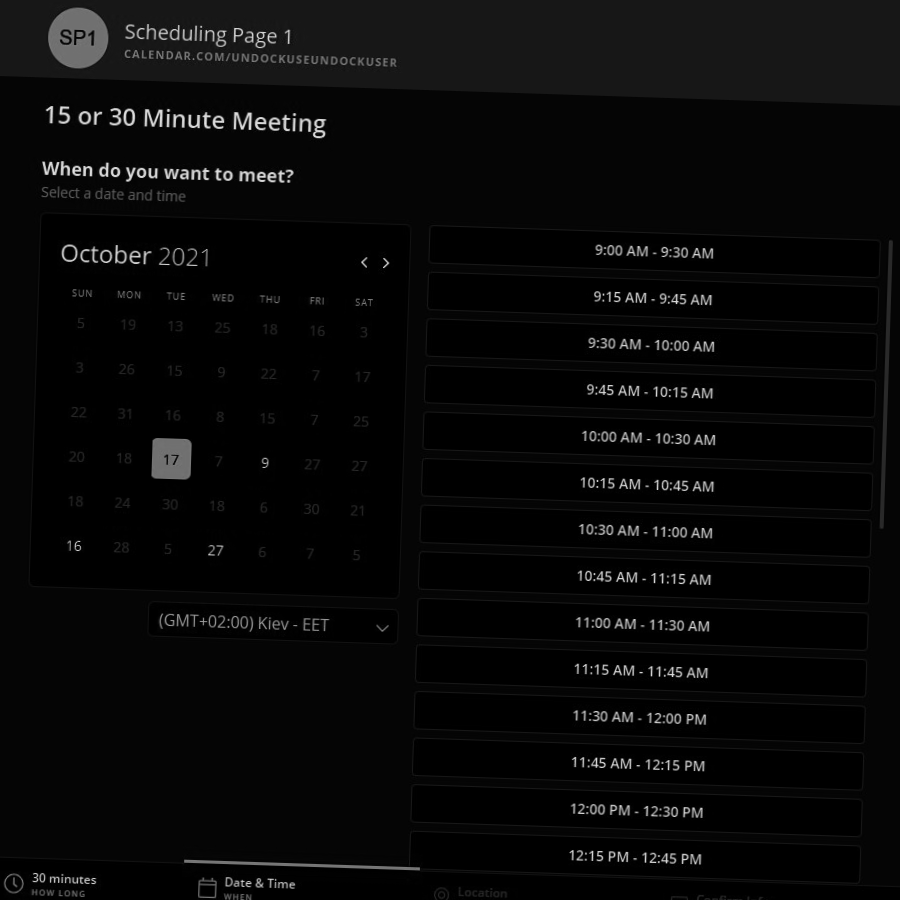 SP1
Scheduling Page 1
CALENDAR.COM/UNDOCKUSEUNDOCKUSER
15 or 30 Minute Meeting
When do you want to meet?
Select a date and time
October 2021
SUN MON TUE WED THU FRI SAT
5 19 13 25 18 16 3
3 26 15 9 22 7 17
22 31 16 8 15 7 25
20 18 17 7 9 27 27
18 24 30 18 6 30 21
16 28 5 27 6 7 5
(GMT+02:00) Kiev - EET
9:00 AM - 9:30 AM
9:15 AM - 9:45 AM
9:30 AM - 10:00 AM
9:45 AM - 10:15 AM
10:00 AM - 10:30 AM
10:15 AM - 10:45 AM
10:30 AM - 11:00 AM
10:45 AM - 11:15 AM
11:00 AM - 11:30 AM
11:15 AM - 11:45 AM
11:30 AM - 12:00 PM
11:45 AM - 12:15 PM
12:00 PM - 12:30 PM
12:15 PM - 12:45 PM
30 minutes
HOW LONG
Date & Time
WHEN
Location